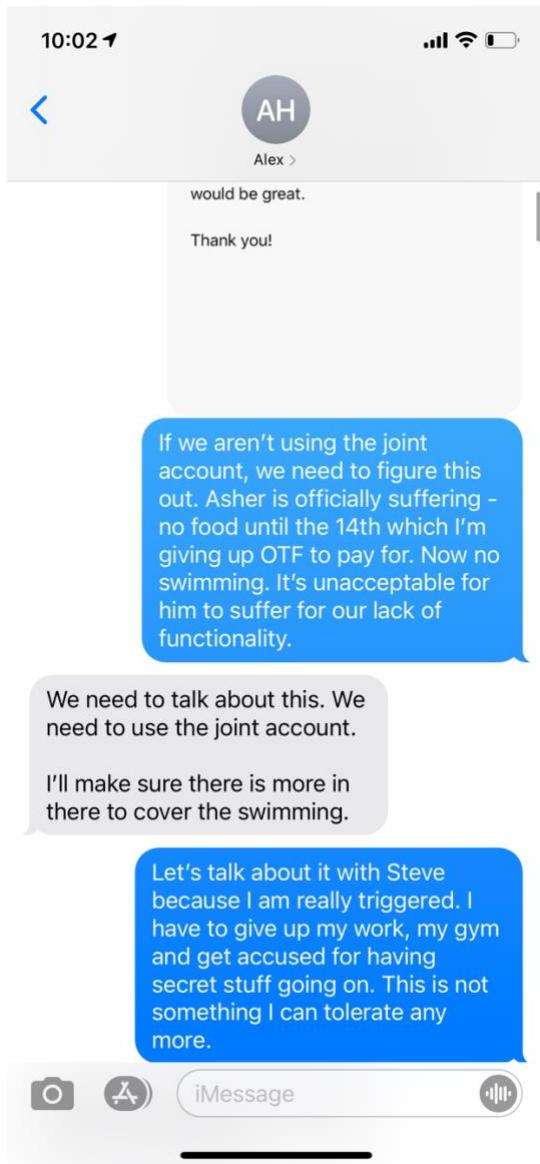 10:02
AH
Alex
would be great.
Thank you!
If we aren’t using the joint
account, we need to figure this
out. Asher is officially suffering -
no food until the 14th which I’m
giving up OTF to pay for. Now no
swimming. It’s unacceptable for
him to suffer for our lack of
functionality.
We need to talk about this. We
need to use the joint account.
I’ll make sure there is more in
there to cover the swimming.
Let’s talk about it with Steve
because I am really triggered. I
have to give up my work, my gym
and get accused for having
secret stuff going on. This is not
something I can tolerate any
more.
iMessage